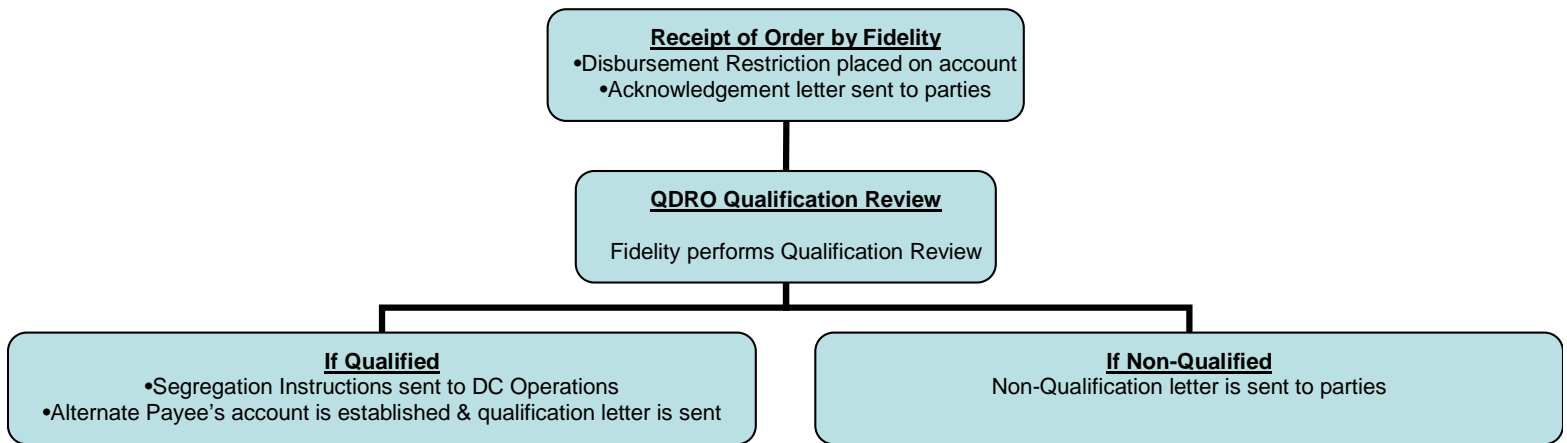 Receipt of Order by Fidelity
•Disbursement Restriction placed on account
•Acknowledgement letter sent to parties
QDRO Qualification Review
Fidelity performs Qualification Review
If Qualified
•Segregation Instructions sent to DC Operations
•Alternate Payee's account is established & qualification letter is sent
If Non-Qualified
Non-Qualification letter is sent to parties